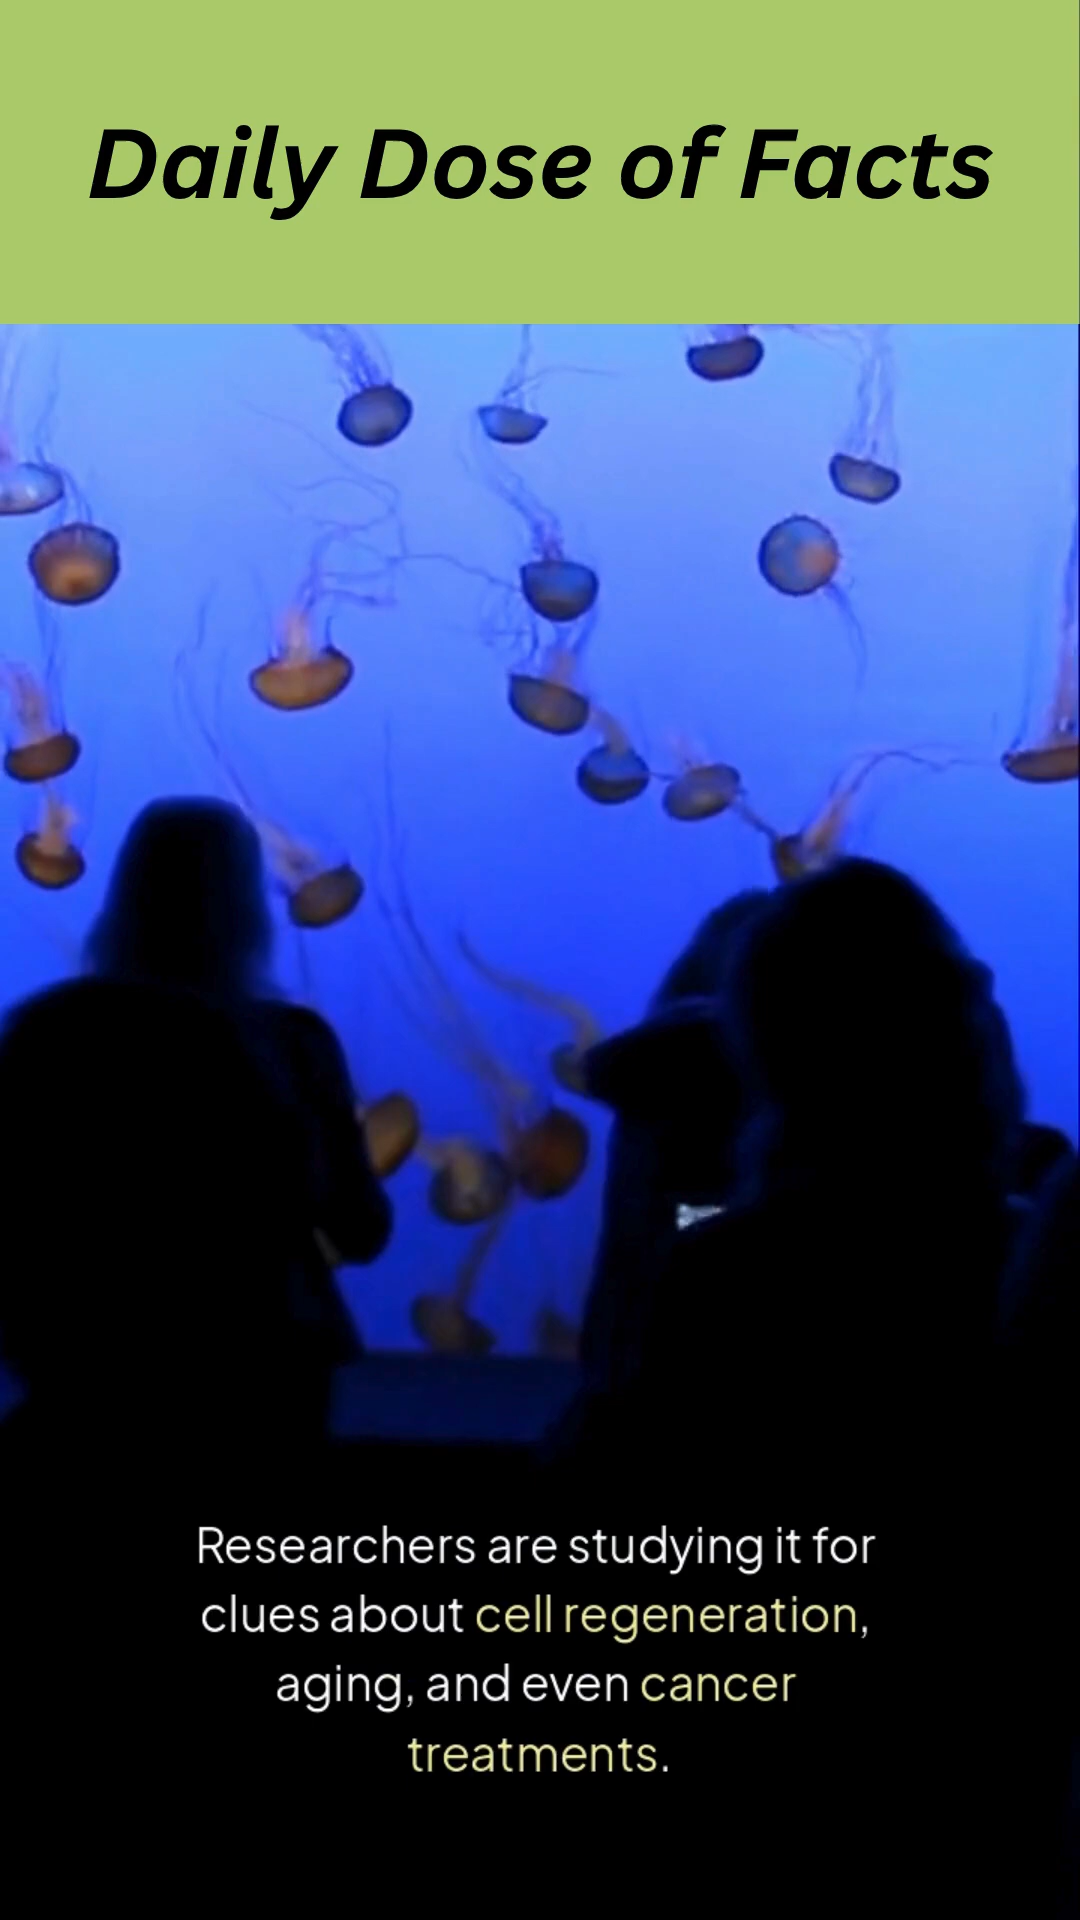 Daily Dose of Facts
Researchers are studying it for
clues about cell regeneration,
aging, and even cancer
treatments.